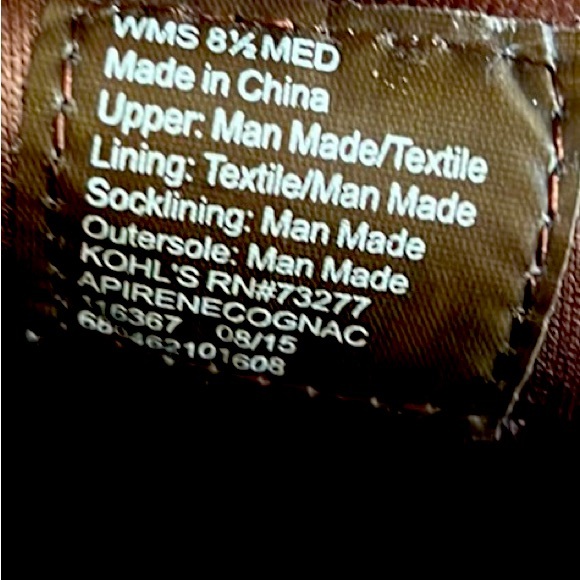 WMS 8½ MED
Made in China
Upper: Man Made/Textile
Lining: Textile/Man Made
Socklining: Man Made
Outersole: Man Made
KOHL'S RN#73277
APIRENECOGNAC
08/15